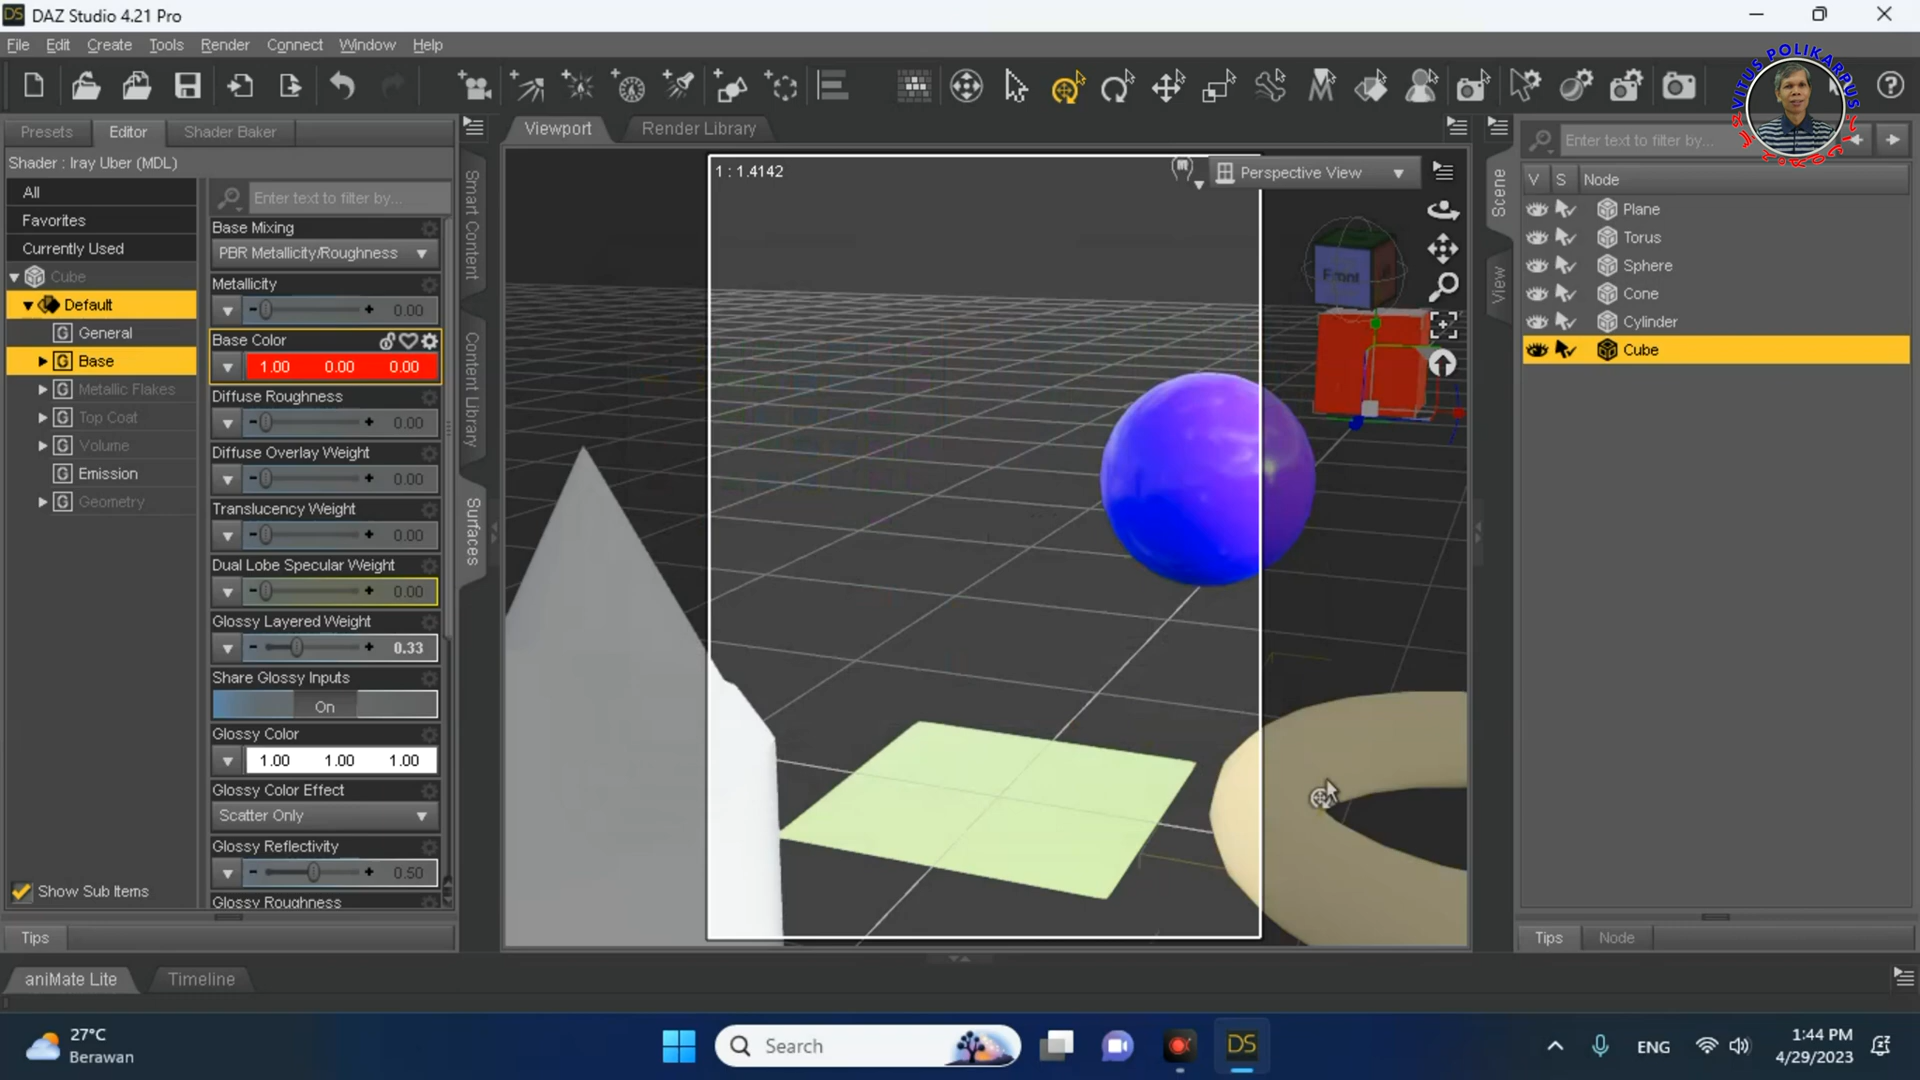 DAZ Studio 4.21 Pro
File Edit Create Tools Render Connect Window Help
VITUS POLIKARPUS
Presets Editor Shader Baker
Viewport Render Library
Enter text to filter by...
Shader : Iray Uber (MDL)
1 : 1.4142
Perspective View
V S Node
All
Favorites
Currently Used
Cube
Default
General
Base
Metallic Flakes
Top Coat
Volume
Emission
Geometry
Show Sub Items
Enter text to filter by...
Base Mixing
PBR Metallicity/Roughness
Metallicity
0.00
Base Color
1.00 0.00 0.00
Diffuse Roughness
0.00
Diffuse Overlay Weight
0.00
Translucency Weight
0.00
Dual Lobe Specular Weight
0.00
Glossy Layered Weight
0.33
Share Glossy Inputs
On
Glossy Color
1.00 1.00 1.00
Glossy Color Effect
Scatter Only
Glossy Reflectivity
0.50
Glossy Roughness
Smart Content
Content Library
Surfaces
Front
Scene
View
Plane
Torus
Sphere
Cone
Cylinder
Cube
Tips
Tips Node
aniMate Lite Timeline
27°C
Berawan
Search
DS
ENG
1:44 PM
4/29/2023